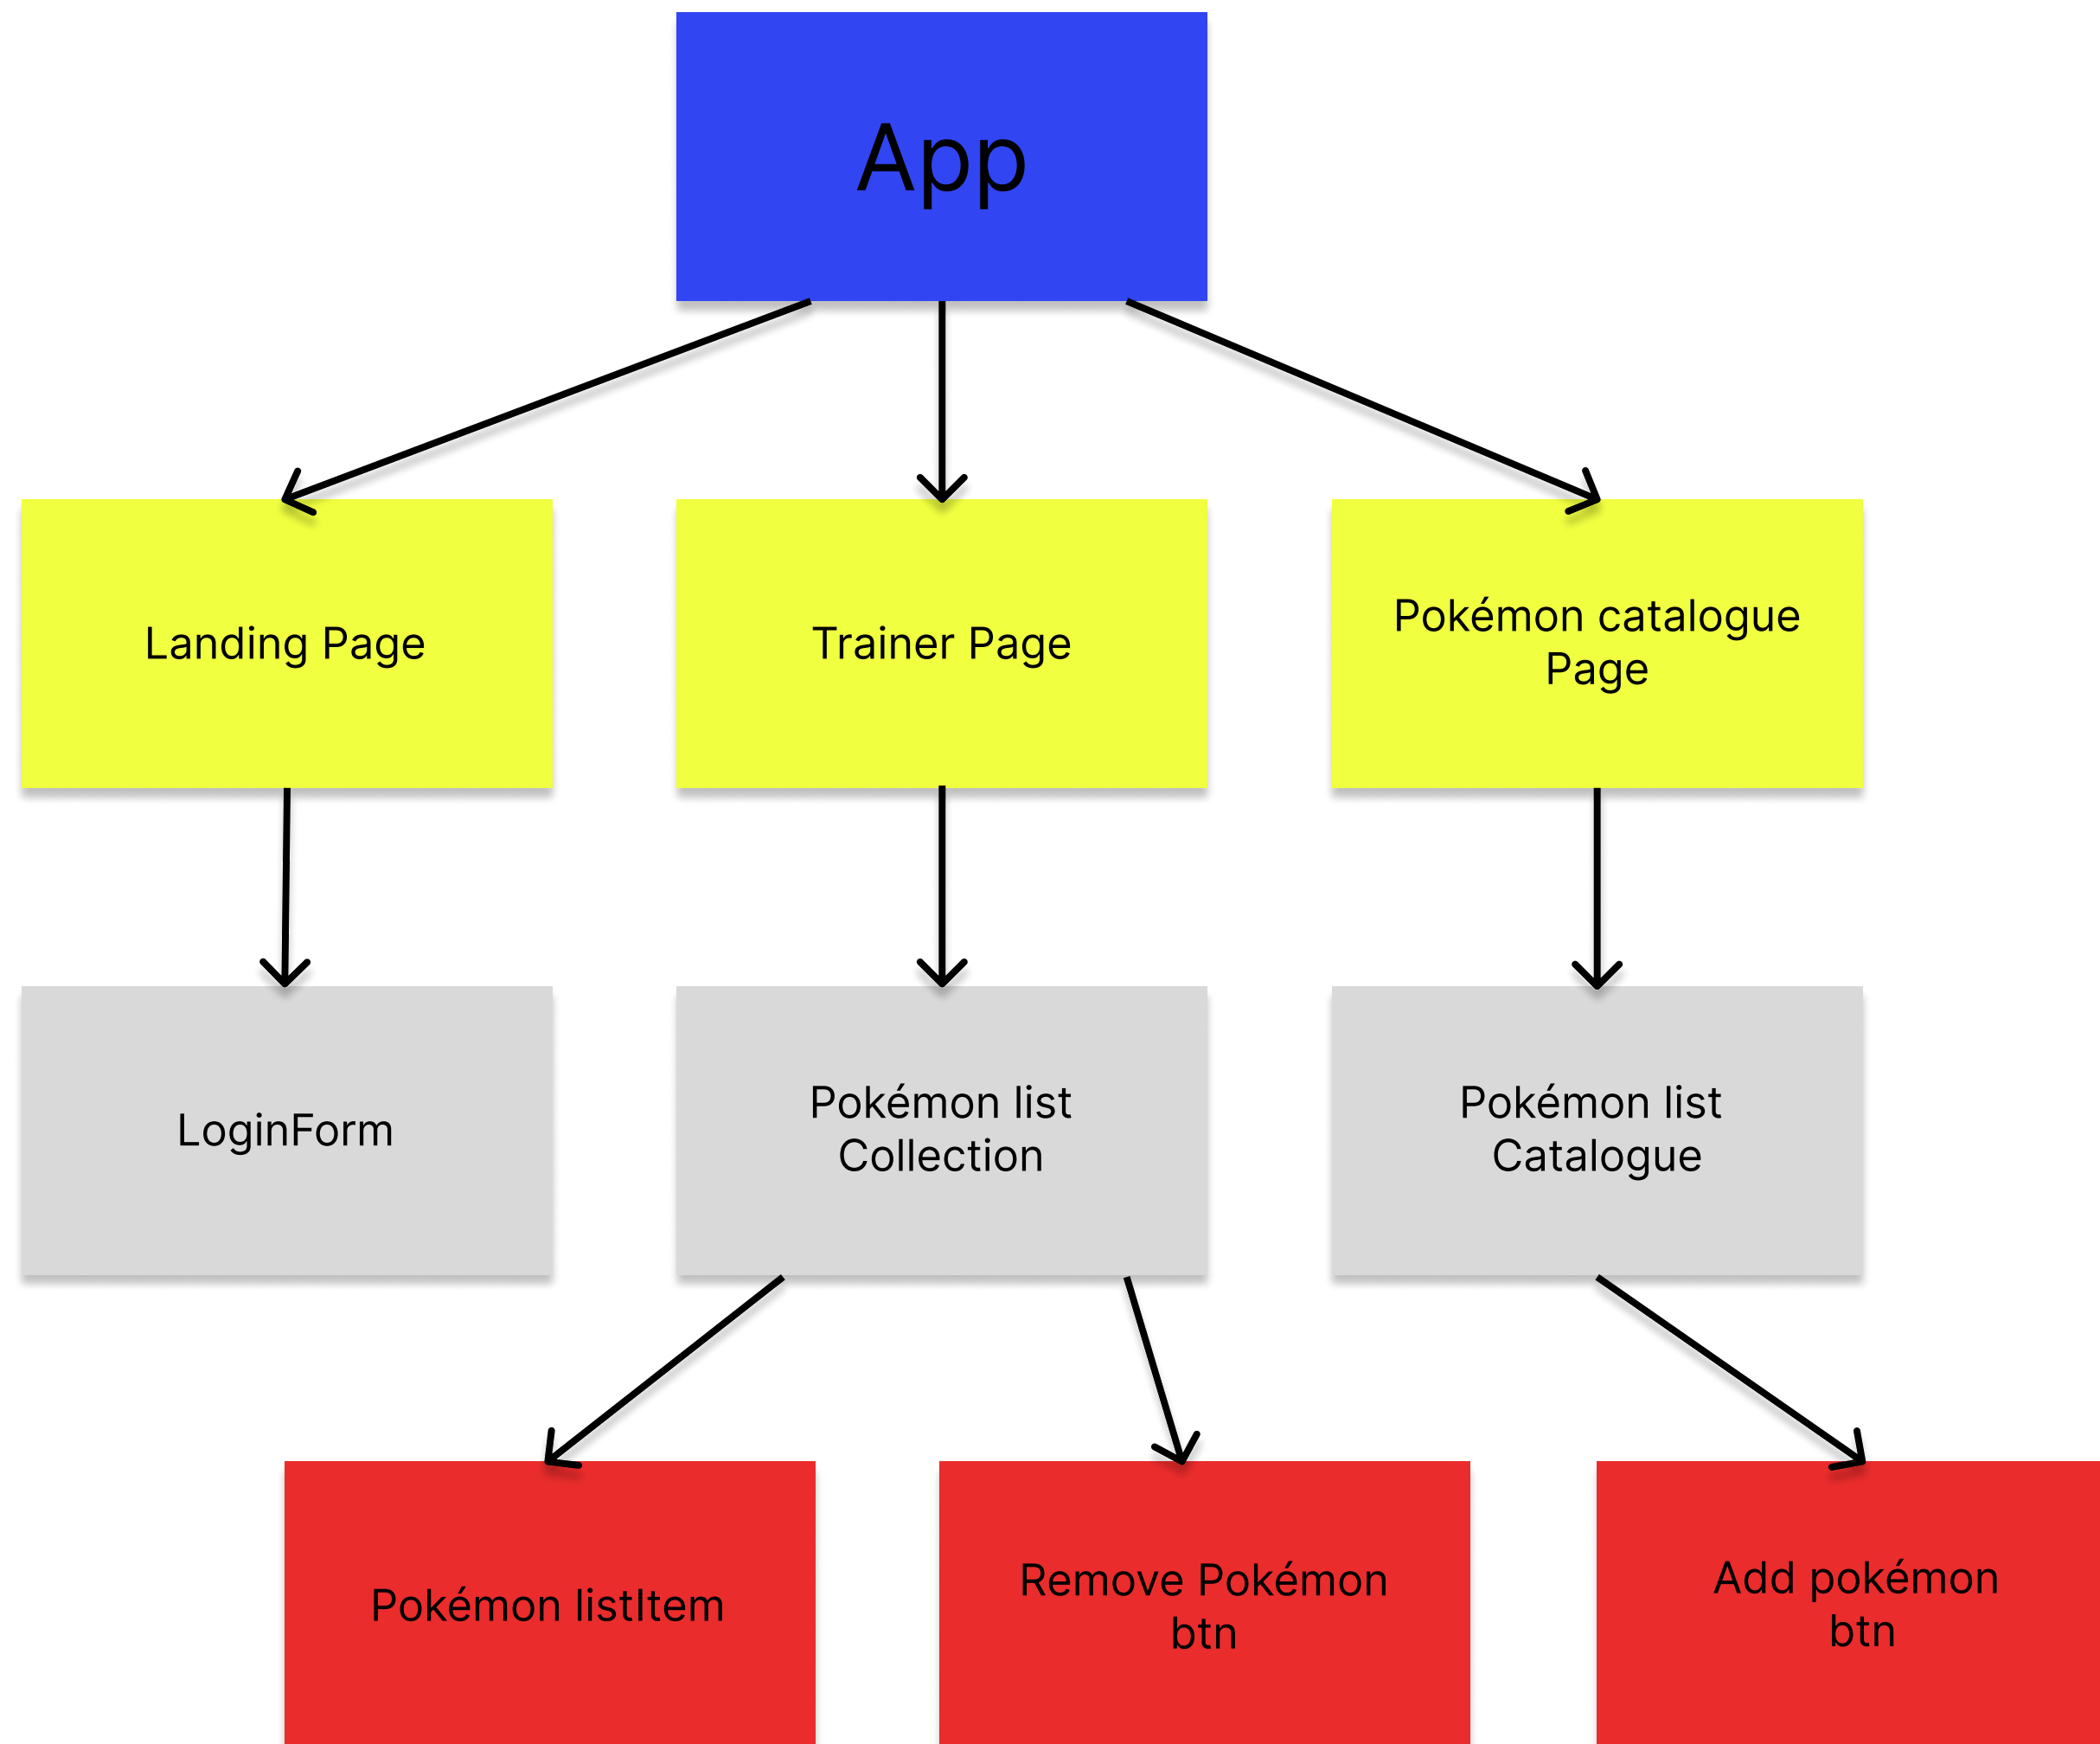 App
Landing Page
Trainer Page
Pokémon catalogue
Page
LoginForm
Pokémon list
Collection
Pokémon list
Catalogue
Pokémon listItem
Remove Pokémon
btn
Add pokémon
btn